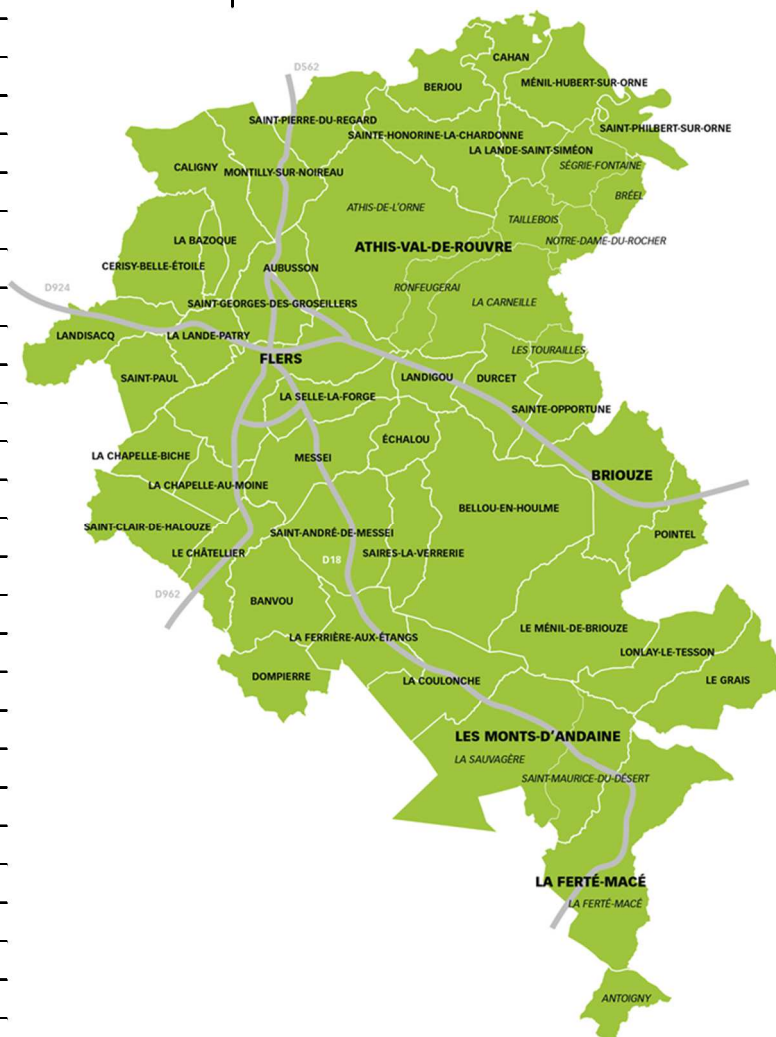 CAHAN
D562
MÉNIL-HUBERT-SUR-ORNE
BERJOU
SAINT-PIERRE-DU-REGARD
SAINT-PHILBERT-SUR-ORNE
SAINTE-HONORINE-LA-CHARDONNE
LA LANDE-SAINT-SIMÉON
SÉGRIE-FONTAINE
CALIGNY
MONTILLY-SUR-NOIREAU
BRÉEL
ATHIS-DE-L'ORNE
TAILLEBOIS
LA BAZOQUE
NOTRE-DAME-DU-ROCHER
ATHIS-VAL-DE-ROUVRE
CERISY-BELLE-ÉTOILE
AUBUSSON
D924
RONFEUGERAI
LA CARNEILLE
SAINT-GEORGES-DES-GROSEILLERS
LANDISACQ
LA LANDE-PATRY
LES TOURAILLES
FLERS
SAINT-PAUL
LANDIGOU
DURCET
LA SELLE-LA-FORGE
SAINTE-OPPORTUNE
ÉCHALOU
LA CHAPELLE-BICHE
MESSEI
BRIOUZE
LA CHAPELLE-AU-MOINE
BELLOU-EN-HOULME
SAINT-CLAIR-DE-HALOUZE
SAINT-ANDRÉ-DE-MESSEI
POINTEL
LE CHÂTELLIER
D18
SAIRES-LA-VERRERIE
D962
BANVOU
LE MÉNIL-DE-BRIOUZE
LA FERRIÈRE-AUX-ÉTANGS
LONLAY-LE-TESSON
DOMPIERRE
LA COULONCHE
LE GRAIS
LES MONTS-D'ANDAINE
LA SAUVAGÈRE
SAINT-MAURICE-DU-DÉSERT
LA FERTÉ-MACÉ
LA FERTÉ-MACÉ
ANTOIGNY